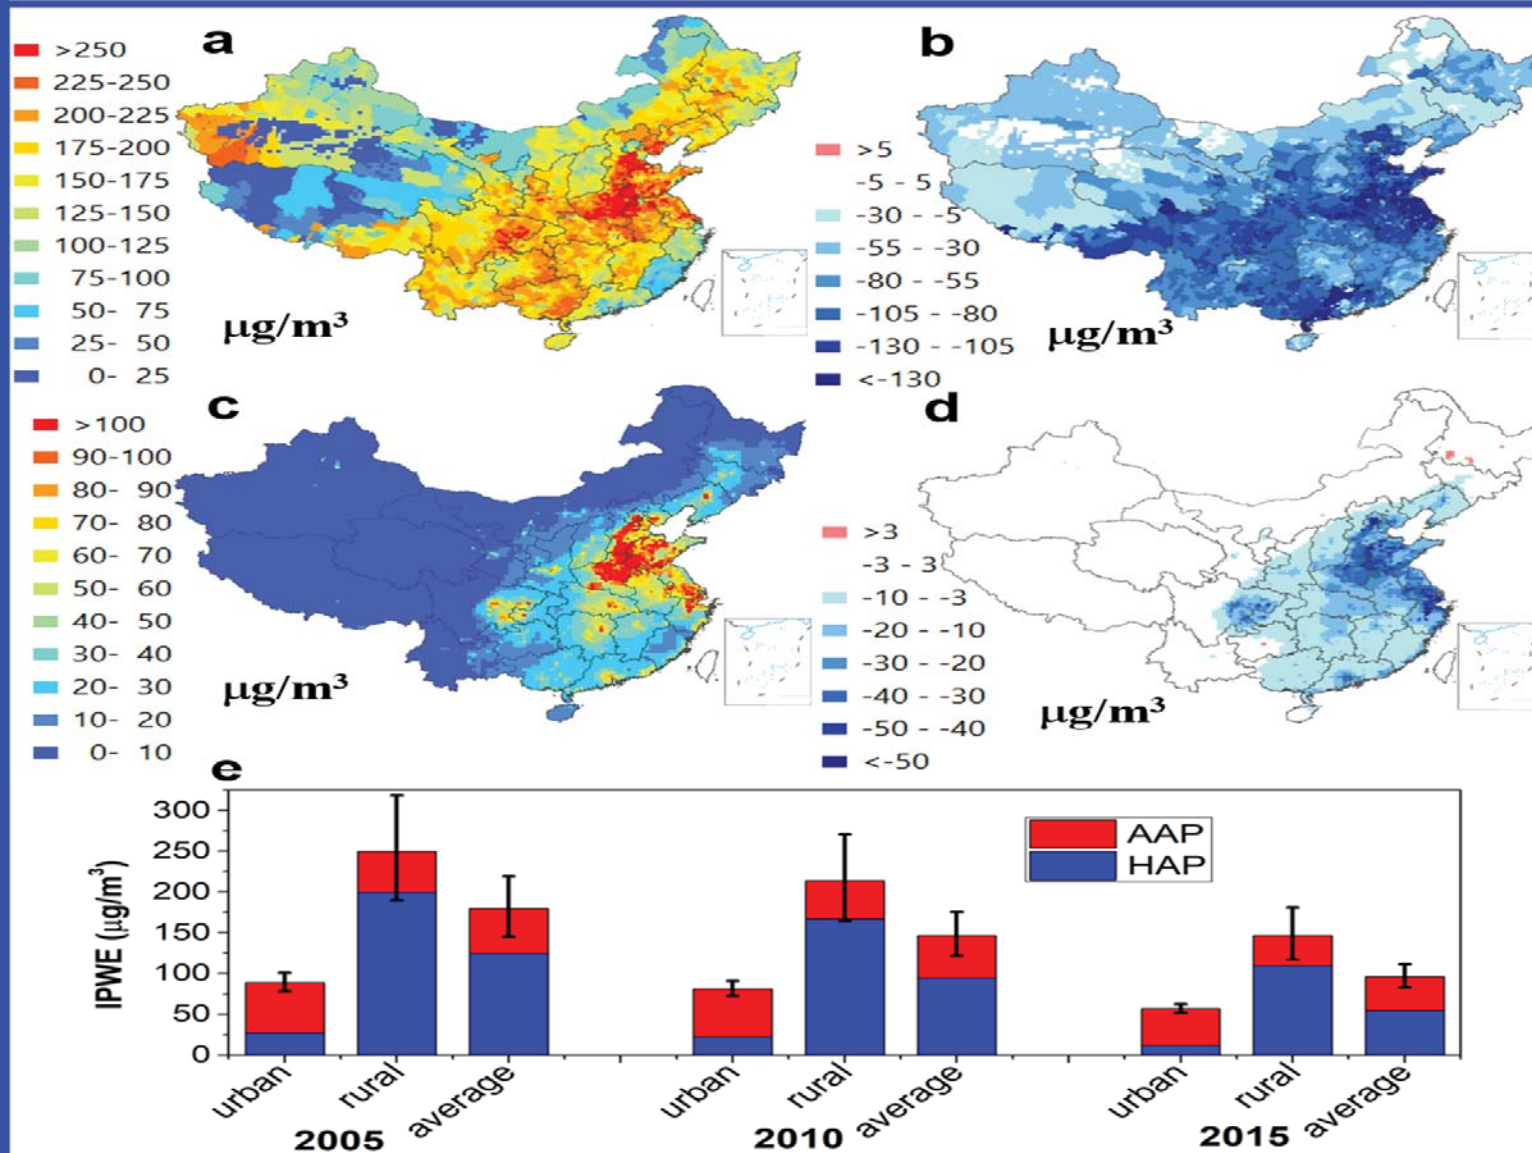 a
>250
225-250
200-225
175-200
150-175
125-150
100-125
75-100
50- 75
25- 50
0- 25
μg/m³
b
>5
-5 - 5
-30 - -5
-55 - -30
-80 - -55
-105 - -80
-130 - -105
<-130
μg/m³
c
>100
90-100
80- 90
70- 80
60- 70
50- 60
40- 50
30- 40
20- 30
10- 20
0- 10
μg/m³
d
>3
-3 - 3
-10 - -3
-20 - -10
-30 - -20
-40 - -30
-50 - -40
<-50
μg/m³
e
IPWE (μg/m³)
300
250
200
150
100
50
0
AAP
HAP
urban
rural
average
urban
rural
average
urban
rural
average
2005
2010
2015